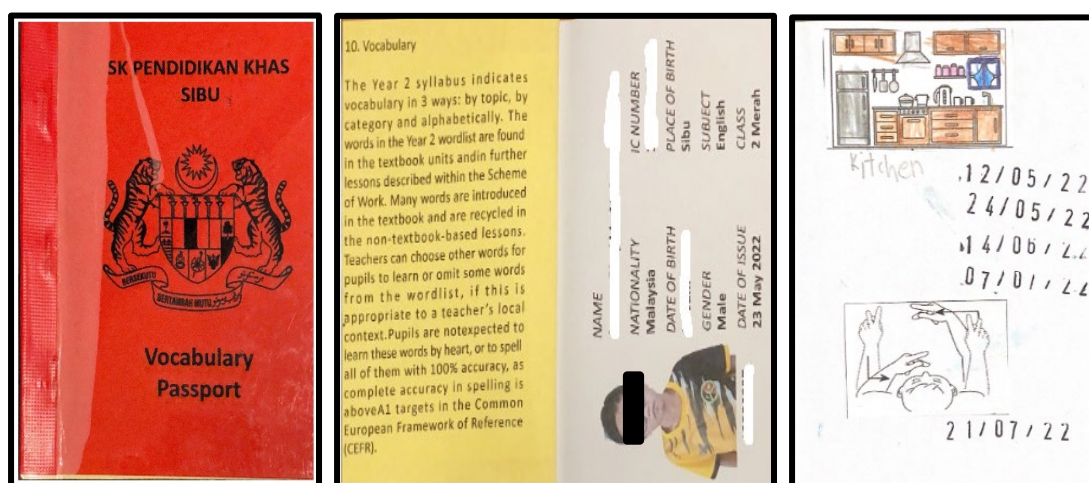 SK PENDIDIKAN KHAS
SIBU
BERSEKUTU
BERTAMBAH MUTU
Vocabulary
Passport
10. Vocabulary
The Year 2 syllabus indicates
vocabulary in 3 ways: by topic, by
category and alphabetically. The
words in the Year 2 wordlist are found
in the textbook units andin further
lessons described within the Scheme
of Work. Many words are introduced
in the textbook and are recycled in
the non-textbook-based lessons.
Teachers can choose other words for
pupils to learn or omit some words
from the wordlist, if this is
appropriate to a teacher's local
context.Pupils are notexpected to
learn these words by heart, or to spell
all of them with 100% accuracy, as
complete accuracy in spelling is
aboveA1 targets in the Common
European Framework of Reference
(CEFR).
NAME
IC NUMBER
NATIONALITY
Malaysia
PLACE OF BIRTH
Sibu
DATE OF BIRTH
SUBJECT
English
GENDER
Male
CLASS
2 Merah
DATE OF ISSUE
23 May 2022
Kitchen
12/05/22
24/05/22
14/06/22
07/01/22
21/07/22